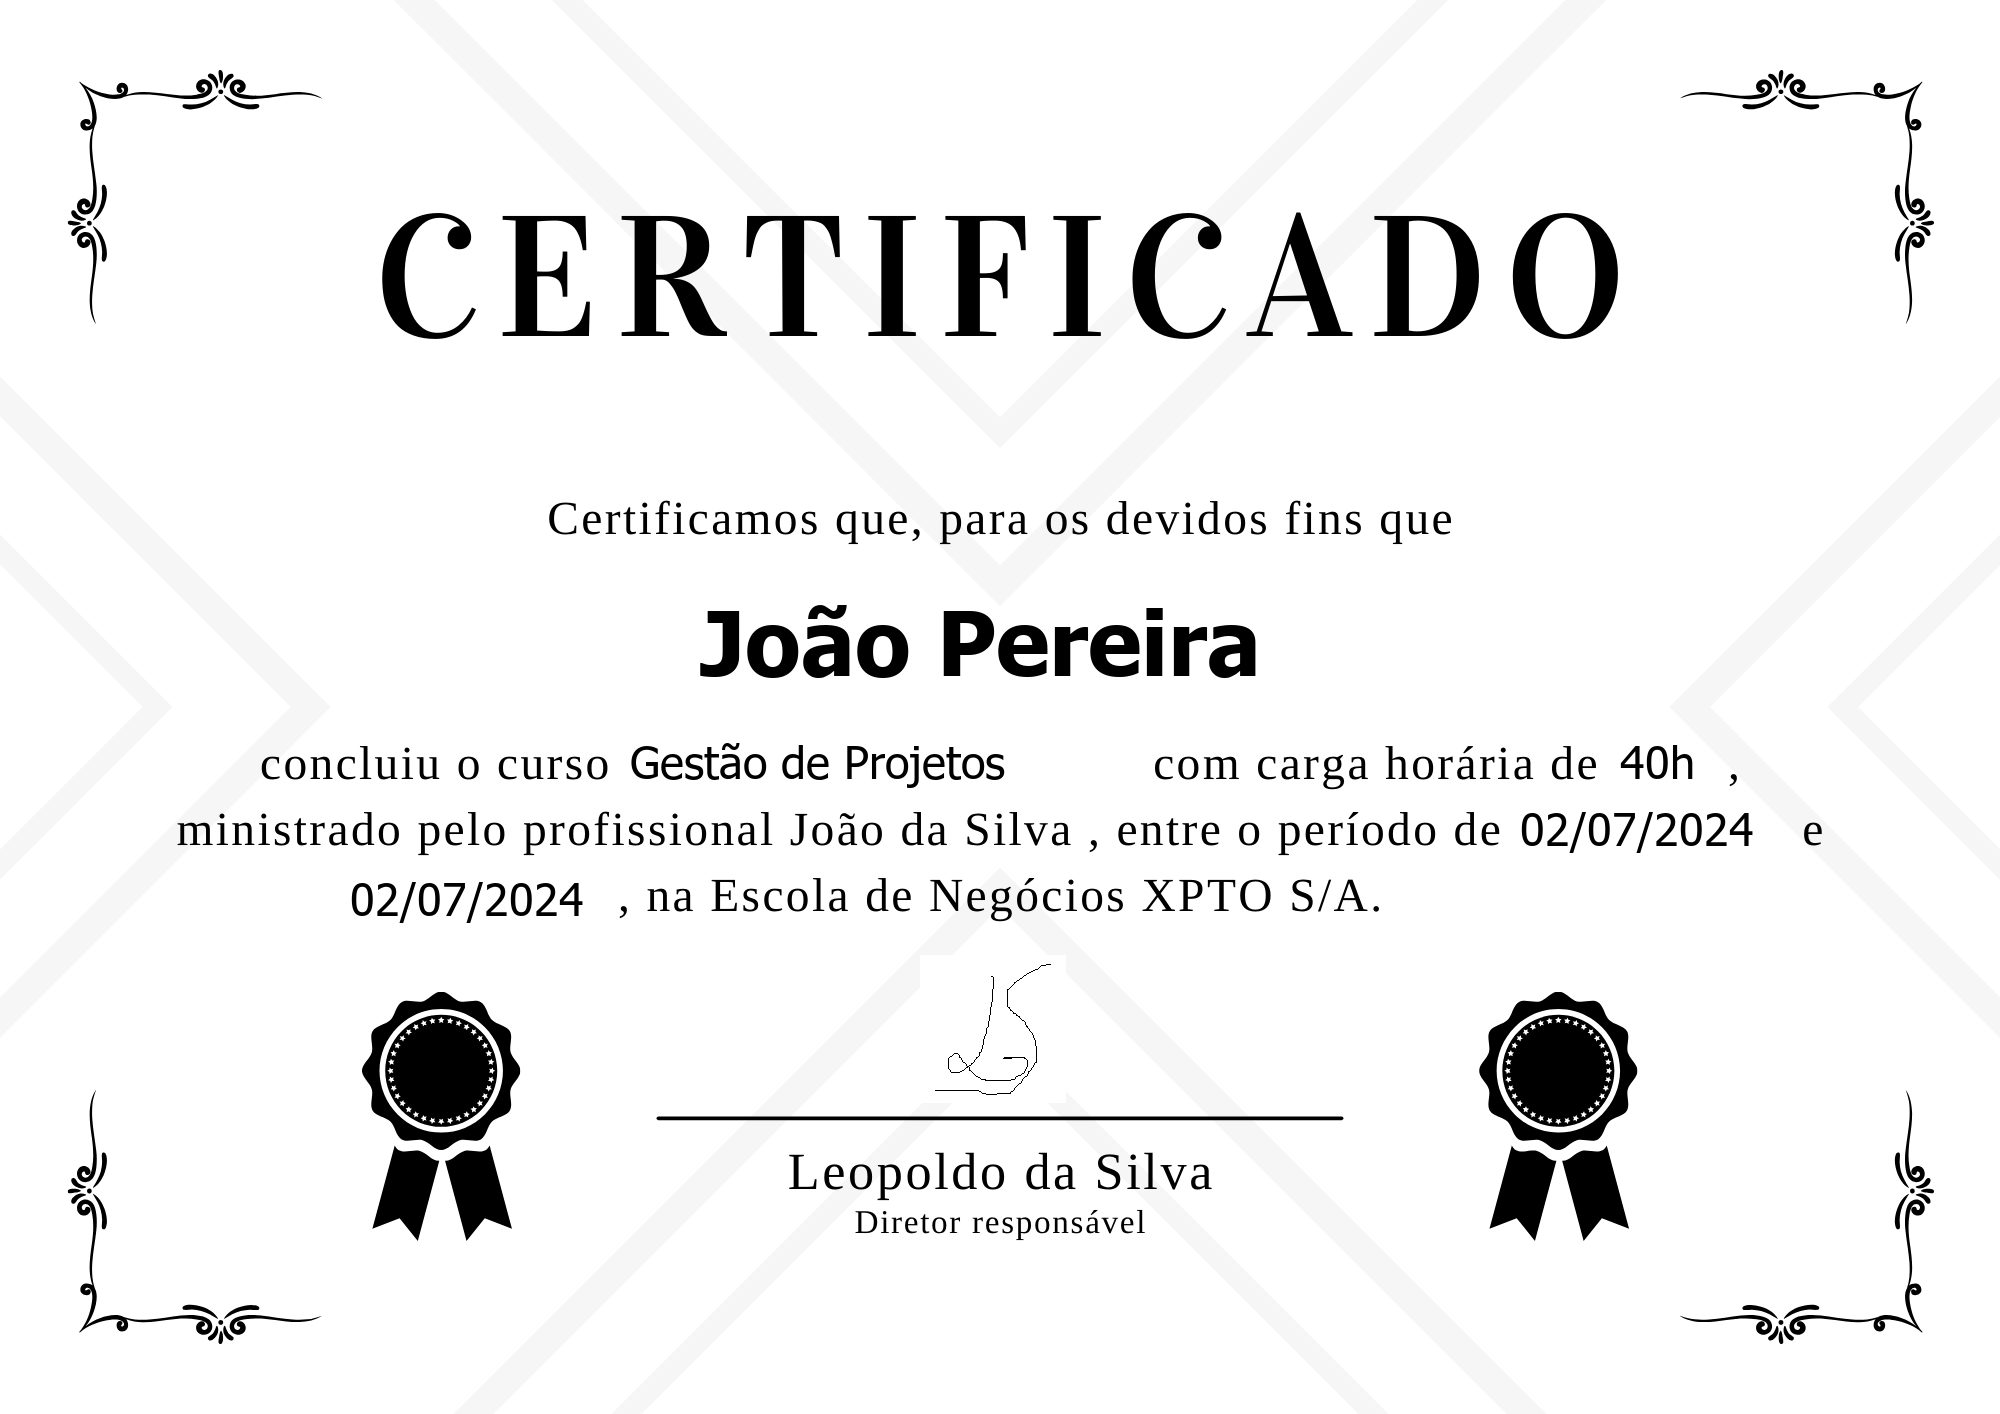 CERTIFICADO
Certificamos que, para os devidos fins que
João Pereira
concluiu o curso Gestão de Projetos com carga horária de 40h ,
ministrado pelo profissional João da Silva , entre o período de 02/07/2024 e
02/07/2024 , na Escola de Negócios XPTO S/A.
Leopoldo da Silva
Diretor responsável